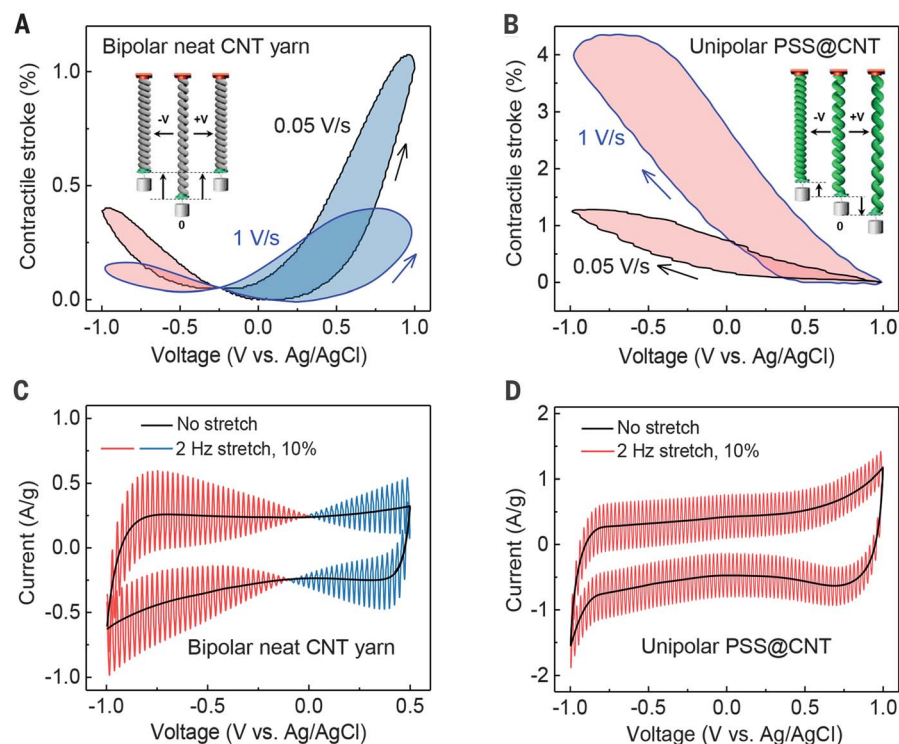 A
Bipolar neat CNT yarn
Contractile stroke (%)
1.0
0.5
0.0
-V
+V
0
0.05 V/s
1 V/s
-1.0 -0.5 0.0 0.5 1.0
Voltage (V vs. Ag/AgCl)
B
Unipolar PSS@CNT
Contractile stroke (%)
4
3
2
1
0
-V
+V
0
1 V/s
0.05 V/s
-1.0 -0.5 0.0 0.5 1.0
Voltage (V vs. Ag/AgCl)
C
No stretch
2 Hz stretch, 10%
Current (A/g)
1.0
0.5
0.0
-0.5
-1.0
Bipolar neat CNT yarn
-1.0 -0.5 0.0 0.5
Voltage (V vs. Ag/AgCl)
D
No stretch
2 Hz stretch, 10%
Current (A/g)
2
1
0
-1
-2
Unipolar PSS@CNT
-1.0 -0.5 0.0 0.5 1.0
Voltage (V vs. Ag/AgCl)